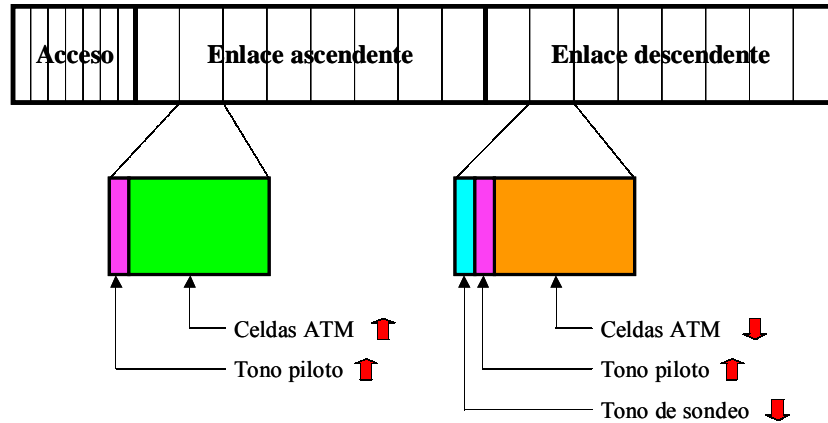 Acceso Enlace ascendente Enlace descendente
Celdas ATM
Tono piloto
Celdas ATM
Tono piloto
Tono de sondeo